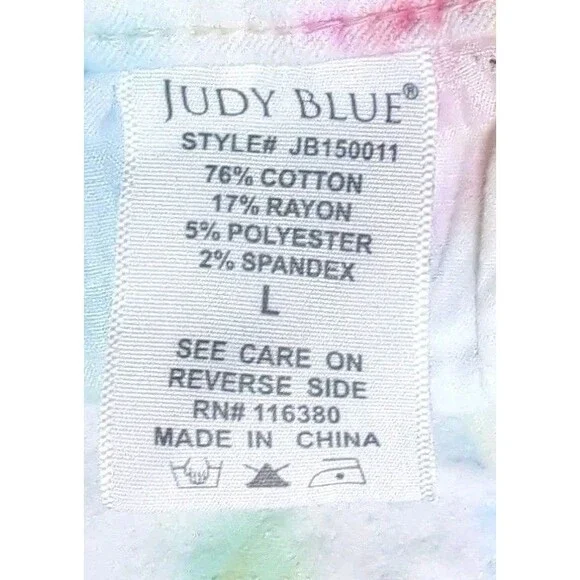 JUDY BLUE®
STYLE# JB150011
76% COTTON
17% RAYON
5% POLYESTER
2% SPANDEX
L
SEE CARE ON
REVERSE SIDE
RN# 116380
MADE IN CHINA